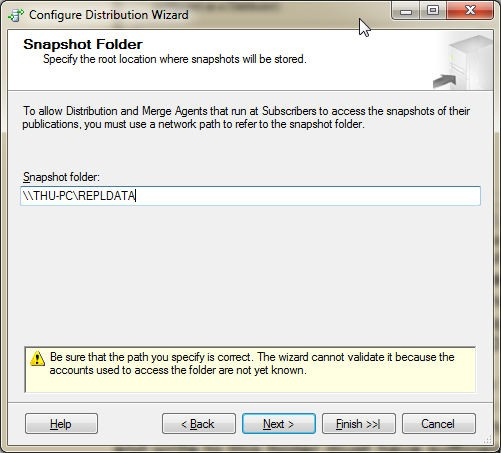 Configure Distribution Wizard
Snapshot Folder
Specify the root location where snapshots will be stored.
To allow Distribution and Merge Agents that run at Subscribers to access the snapshots of their
publications, you must use a network path to refer to the snapshot folder.
Snapshot folder:
\\THU-PC\REPLDATA
Be sure that the path you specify is correct. The wizard cannot validate it because the
accounts used to access the folder are not yet known.
Help
< Back
Next >
Finish >>|
Cancel